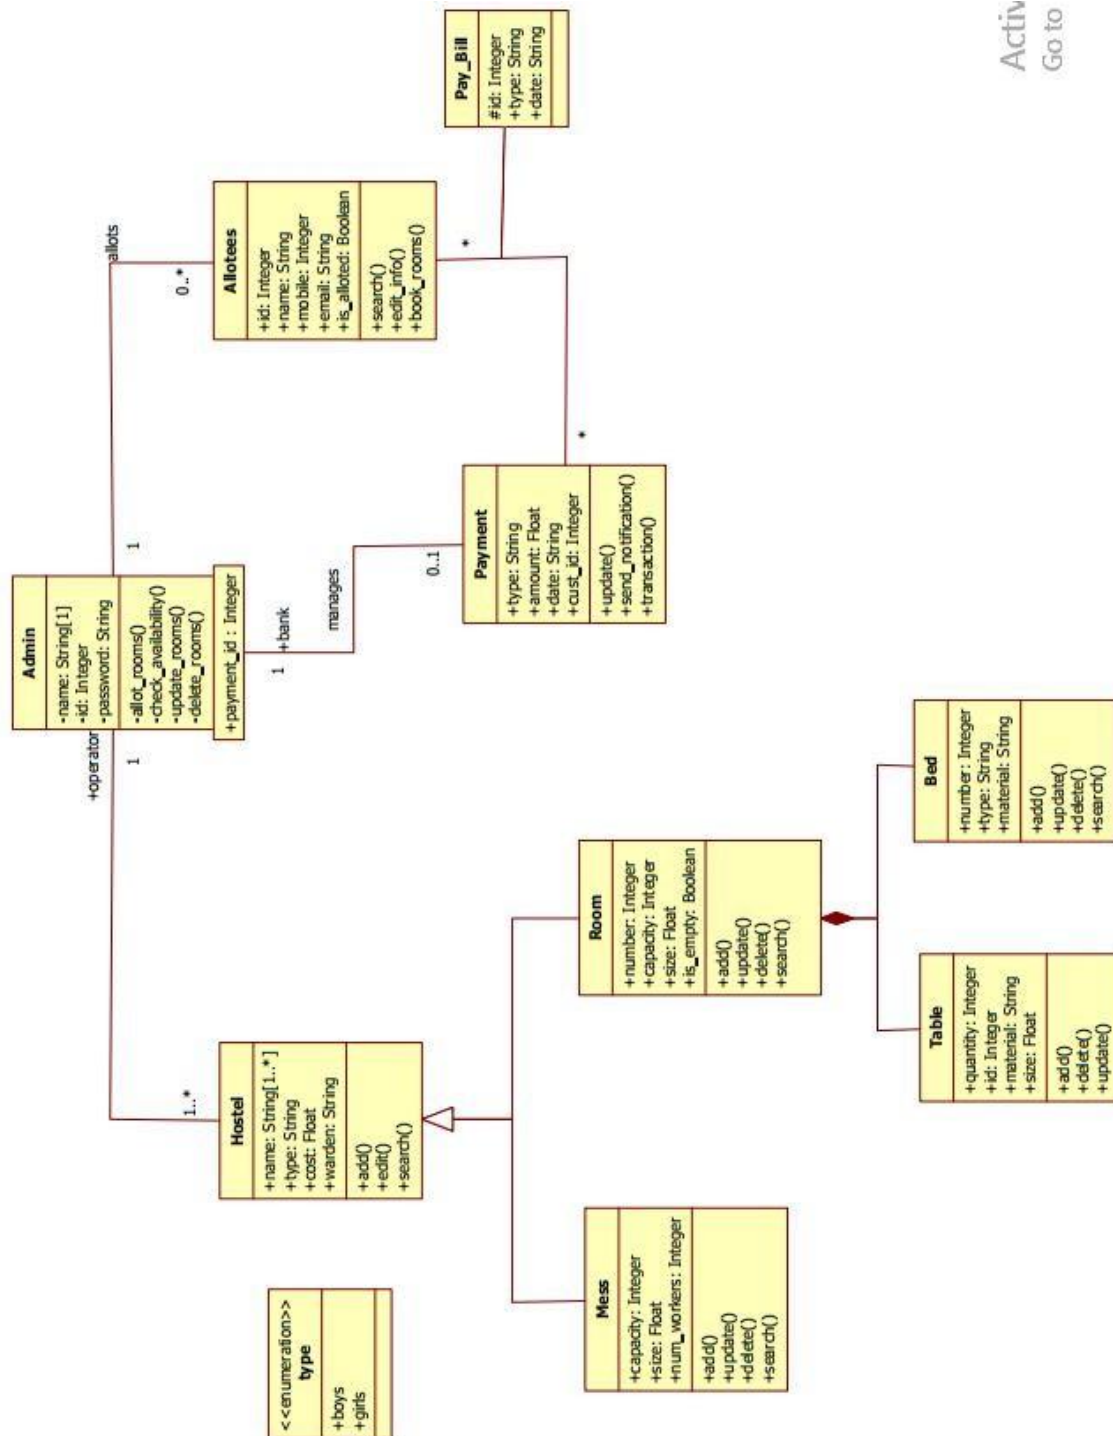 Admin
-name: String[1]
-id: Integer
-password: String
-allot_rooms()
-check_availability()
-update_rooms()
-delete_rooms()
+payment_id : Integer
+operator
1
1
allots
0..*
1..*
1
+bank
manages
0..1
<<enumeration>>
type
+boys
+girls
Hostel
+name: String[1..*]
+type: String
+cost: Float
+warden: String
+add()
+edit()
+search()
Allotees
+id: Integer
+name: String
+mobile: Integer
+email: String
+is_alloted: Boolean
+search()
+edit_info()
+book_rooms()
*
*
Pay_Bill
#id: Integer
+type: String
+date: String
Payment
+type: String
+amount: Float
+date: String
+cust_id: Integer
+update()
+send_notification()
+transaction()
Mess
+capacity: Integer
+size: Float
+num_workers: Integer
+add()
+update()
+delete()
+search()
Room
+number: Integer
+capacity: Integer
+size: Float
+is_empty: Boolean
+add()
+update()
+delete()
+search()
Table
+quantity: Integer
+id: Integer
+material: String
+size: Float
+add()
+delete()
+update()
Bed
+number: Integer
+type: String
+material: String
+add()
+update()
+delete()
+search()
Activ
Go to